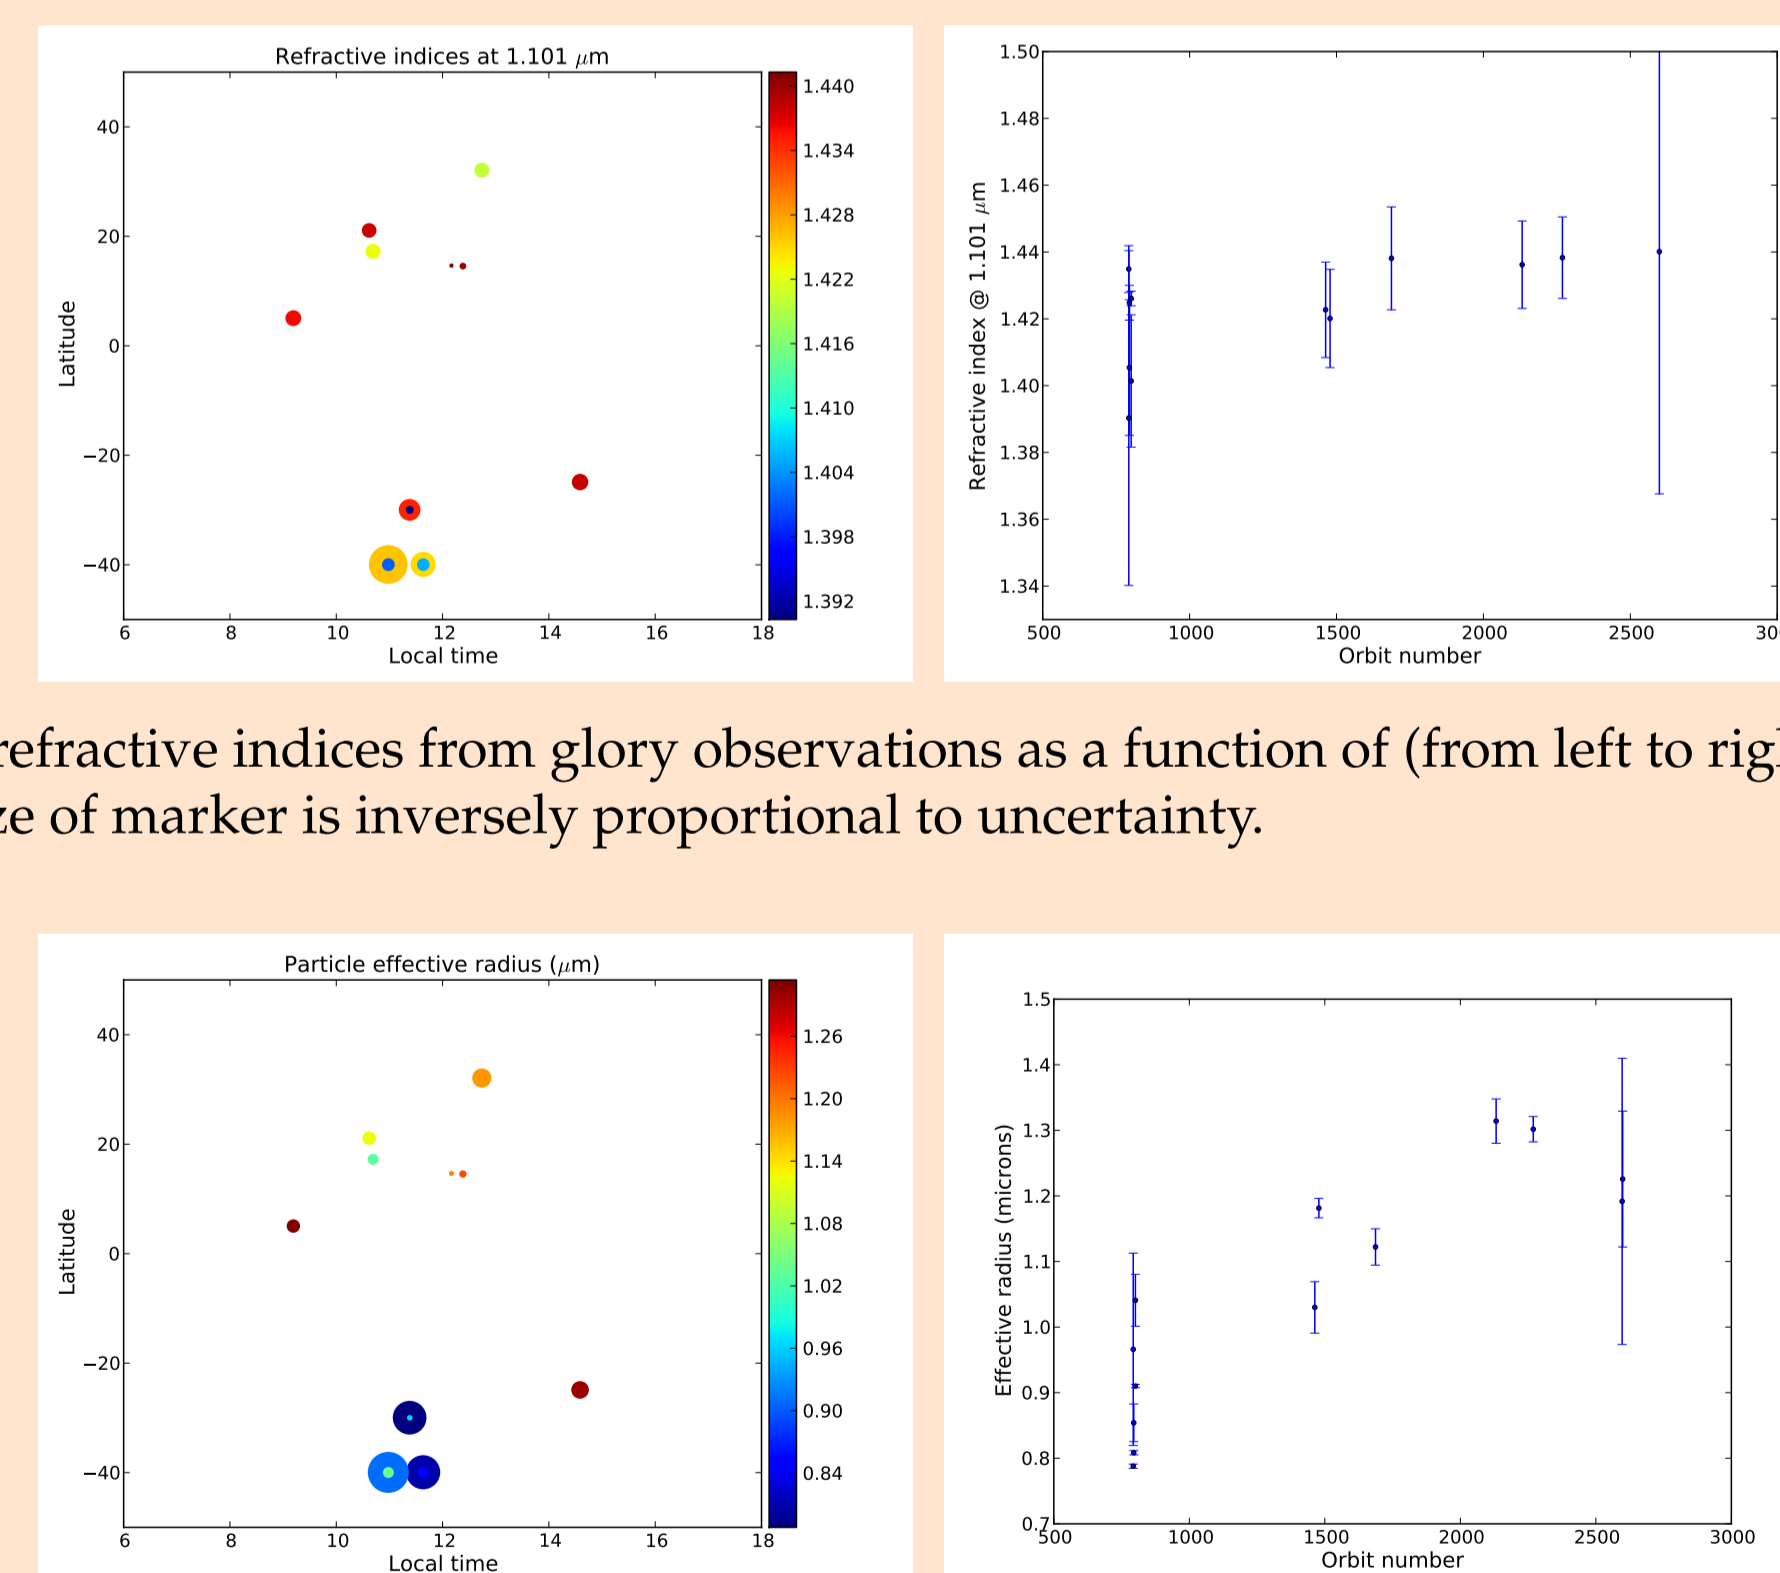 Refractive indices at 1.101 μm
40
20
0
−20
−40
6 8 10 12 14 16 18
Latitude
Local time
1.440
1.434
1.428
1.422
1.416
1.410
1.404
1.398
1.392
1.50
1.48
1.46
1.44
1.42
1.40
1.38
1.36
1.34
500 1000 1500 2000 2500 30
Refractive index @ 1.101 μm
Orbit number
refractive indices from glory observations as a function of (from left to rig
ze of marker is inversely proportional to uncertainty.
Particle effective radius (μm)
40
20
0
−20
−40
6 8 10 12 14 16 18
Latitude
Local time
1.26
1.20
1.14
1.08
1.02
0.96
0.90
0.84
1.5
1.4
1.3
1.2
1.1
1.0
0.9
0.8
0.7
500 1000 1500 2000 2500 3000
Effective radius (microns)
Orbit number